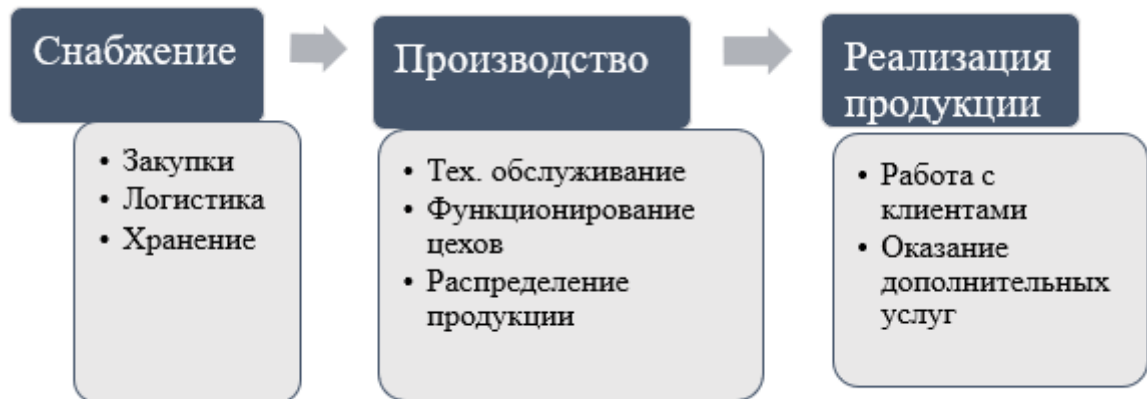 Снабжение
• Закупки
• Логистика
• Хранение
Производство
• Тех. обслуживание
• Функционирование
цехов
• Распределение
продукции
Реализация
продукции
• Работа с
клиентами
• Оказание
дополнительных
услуг